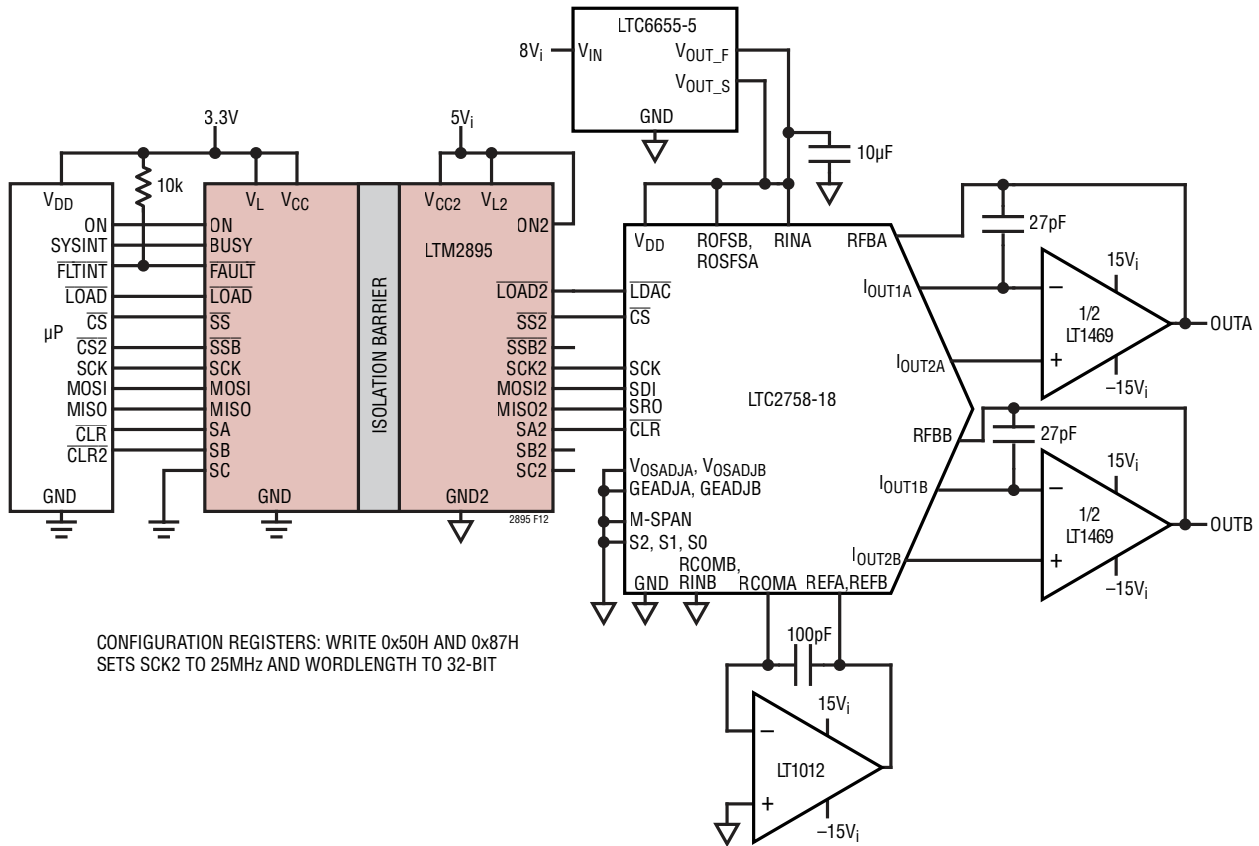 LTC6655-5
8Vi
VIN
VOUT_F
VOUT_S
GND
10µF
3.3V
10k
5Vi
VDD
ON
SYSINT
FLTINT
LOAD
CS
µP
CS2
SCK
MOSI
MISO
CLR
CLR2
GND
VL
VCC
ON
BUSY
FAULT
LOAD
SS
SSB
SCK
MOSI
MISO
SA
SB
SC
GND
ISOLATION BARRIER
VCC2
VL2
ON2
LTM2895
LOAD2
SS2
SSB2
SCK2
MOSI2
MISO2
SA2
SB2
SC2
GND2
2895 F12
VDD
ROFSB,
ROSFSA
RINA
RFBA
LDAC
CS
SCK
SDI
SRO
CLR
VOSADJA, VOSADJB
GEADJA, GEADJB
M-SPAN
S2, S1, S0
GND
RCOMB,
RINB
RCOMA
REFA,REFB
LTC2758-18
IOUT1A
IOUT2A
RFBB
IOUT1B
IOUT2B
27pF
15Vi
–
1/2
LT1469
+
–15Vi
OUTA
27pF
15Vi
–
1/2
LT1469
+
–15Vi
OUTB
100pF
15Vi
–
LT1012
+
–15Vi
CONFIGURATION REGISTERS: WRITE 0x50H AND 0x87H
SETS SCK2 TO 25MHz AND WORDLENGTH TO 32-BIT